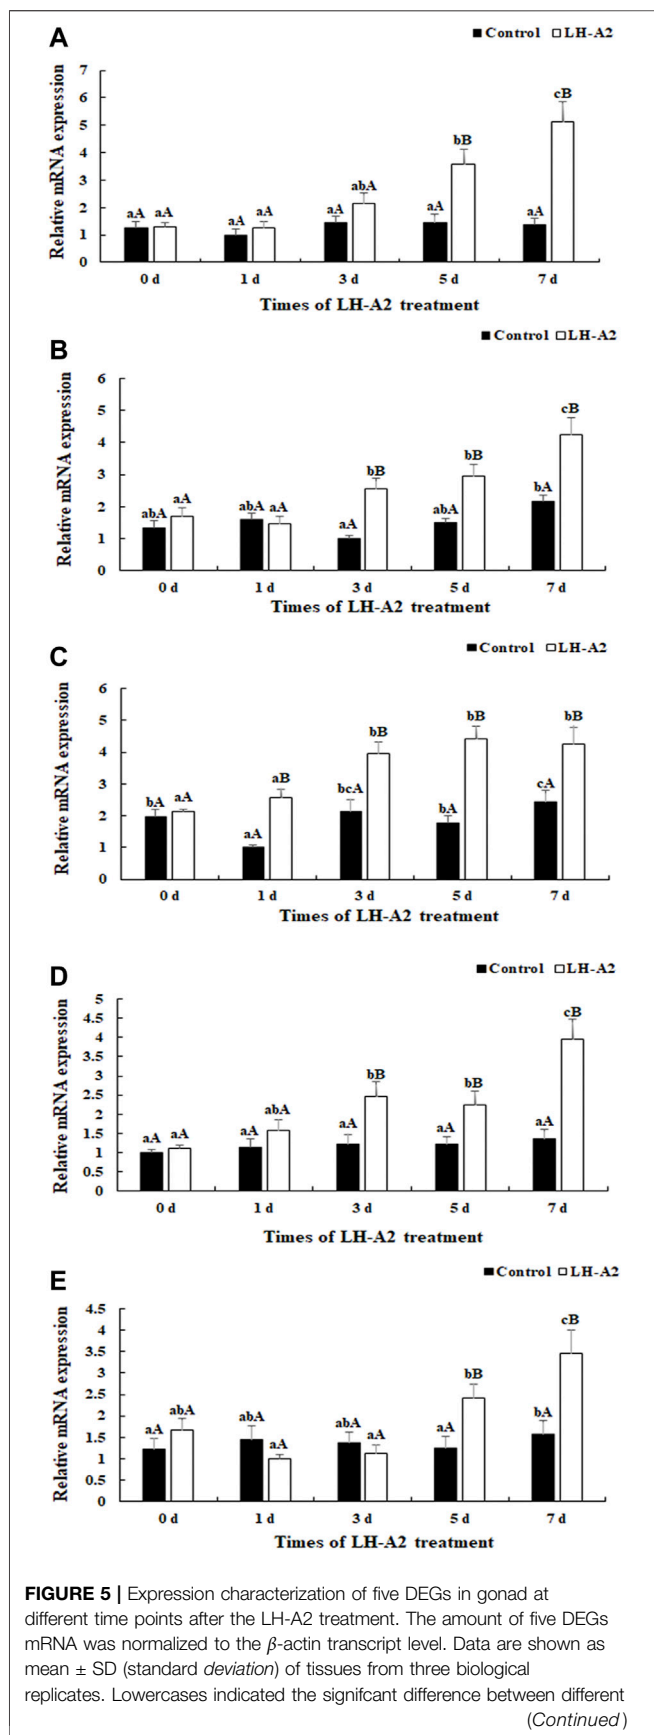 A
Control LH-A2
Relative mRNA expression
7
6
5
4
3
2
1
0
aA aA aA aA aA abA aA bB aA cB
0 d 1 d 3 d 5 d 7 d
Times of LH-A2 treatment
B
Control LH-A2
Relative mRNA expression
6
5
4
3
2
1
0
abA aA abA aA aA bB abA bB bA cB
0 d 1 d 3 d 5 d 7 d
Times of LH-A2 treatment
C
Control LH-A2
Relative mRNA expression
6
5
4
3
2
1
0
bA aA aA aB bcA bB bA bB cA bB
0 d 1 d 3 d 5 d 7 d
Times of LH-A2 treatment
D
Control LH-A2
Relative mRNA expression
5
4.5
4
3.5
3
2.5
2
1.5
1
0.5
0
aA aA aA abA aA bB aA bB aA cB
0 d 1 d 3 d 5 d 7 d
Times of LH-A2 treatment
E
Control LH-A2
Relative mRNA expression
4.5
4
3.5
3
2.5
2
1.5
1
0.5
0
aA abA abA aA abA aA aA bB bA cB
0 d 1 d 3 d 5 d 7 d
Times of LH-A2 treatment
FIGURE 5 | Expression characterization of five DEGs in gonad at
different time points after the LH-A2 treatment. The amount of five DEGs
mRNA was normalized to the β-actin transcript level. Data are shown as
mean ± SD (standard deviation) of tissues from three biological
replicates. Lowercases indicated the signifcant difference between different
(Continued)